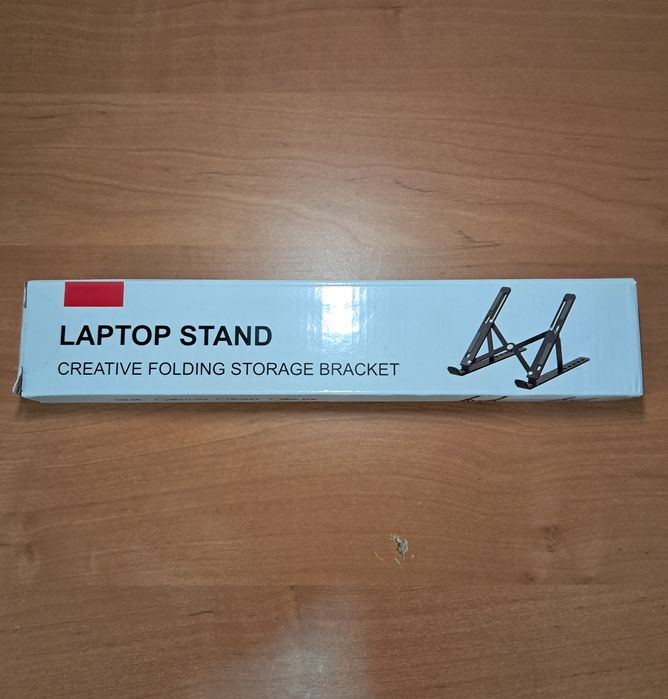 LAPTOP STAND
CREATIVE FOLDING STORAGE BRACKET